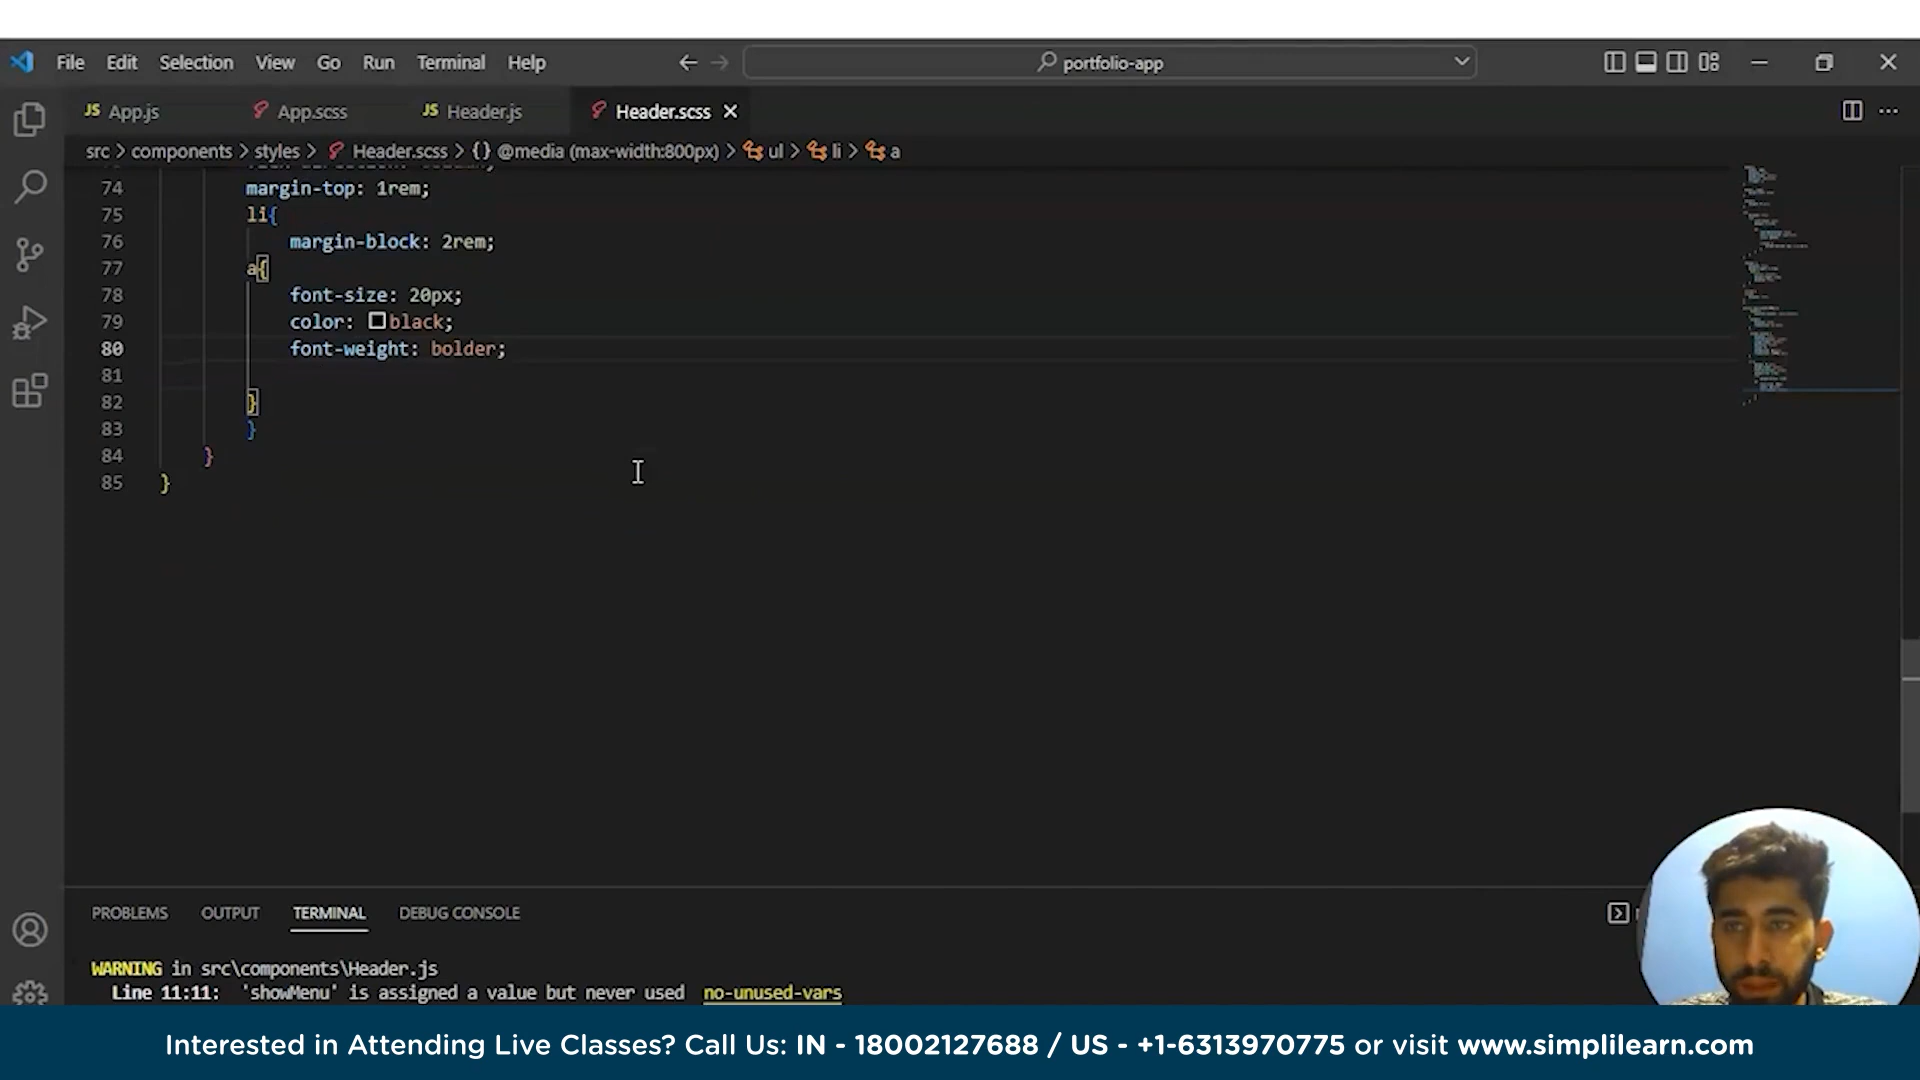 File Edit Selection View Go Run Terminal Help
portfolio-app
JS App.js
App.scss
JS Header.js
Header.scss
src > components > styles > Header.scss > {} @media (max-width:800px) > ul > li > a
74 margin-top: 1rem;
75 li{
76 margin-block: 2rem;
77 a{
78 font-size: 20px;
79 color: black;
80 font-weight: bolder;
81
82 }
83 }
84 }
85 }
PROBLEMS OUTPUT TERMINAL DEBUG CONSOLE
WARNING in src\components\Header.js
Line 11:11: 'showMenu' is assigned a value but never used no-unused-vars
Interested in Attending Live Classes? Call Us: IN - 18002127688 / US - +1-6313970775 or visit www.simplilearn.com